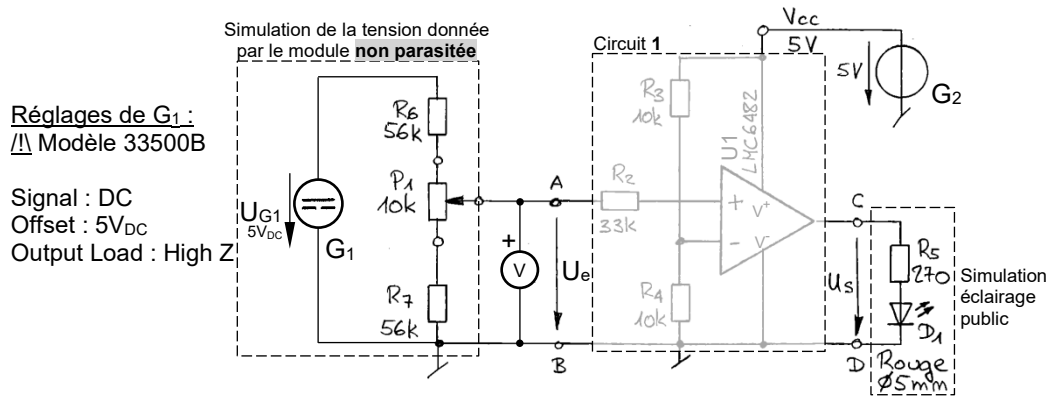 Simulation de la tension donnée
par le module non parasitée
Réglages de G1 :
/!\ Modèle 33500B
Signal : DC
Offset : 5VDC
Output Load : High Z
UG1
5VDC
G1
R6
56k
P1
10k
R7
56k
+
V
A
Ue
B
Circuit 1
R2
33k
R3
10k
R4
10k
U1
LMC6482
+
V+
-
V-
Vcc
5V
5V
G2
C
Us
D
R5
270
D1
Rouge
Ø5mm
Simulation
éclairage
public